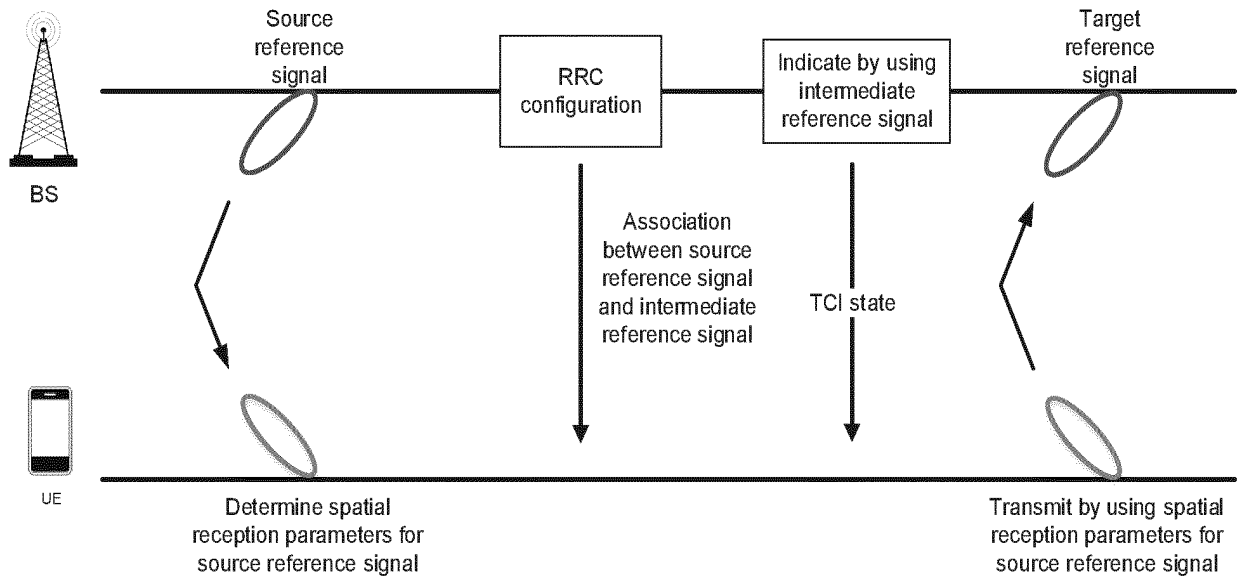 Source
reference
signal
RRC
configuration
Indicate by using
intermediate
reference signal
Target
reference
signal
BS
Association
between source
reference signal
and intermediate
reference signal
TCI state
UE
Determine spatial
reception parameters for
source reference signal
Transmit by using spatial
reception parameters for
source reference signal